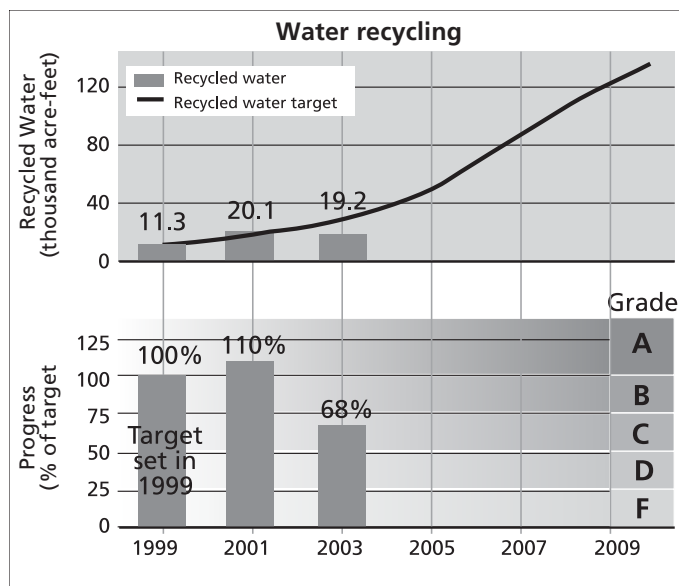 Water recycling
Recycled Water
(thousand acre-feet)
120
80
40
0
Recycled water
Recycled water target
11.3
20.1
19.2
Grade
Progress
(% of target)
125
100
75
50
25
0
100%
110%
68%
Target
set in
1999
A
B
C
D
F
1999 2001 2003 2005 2007 2009